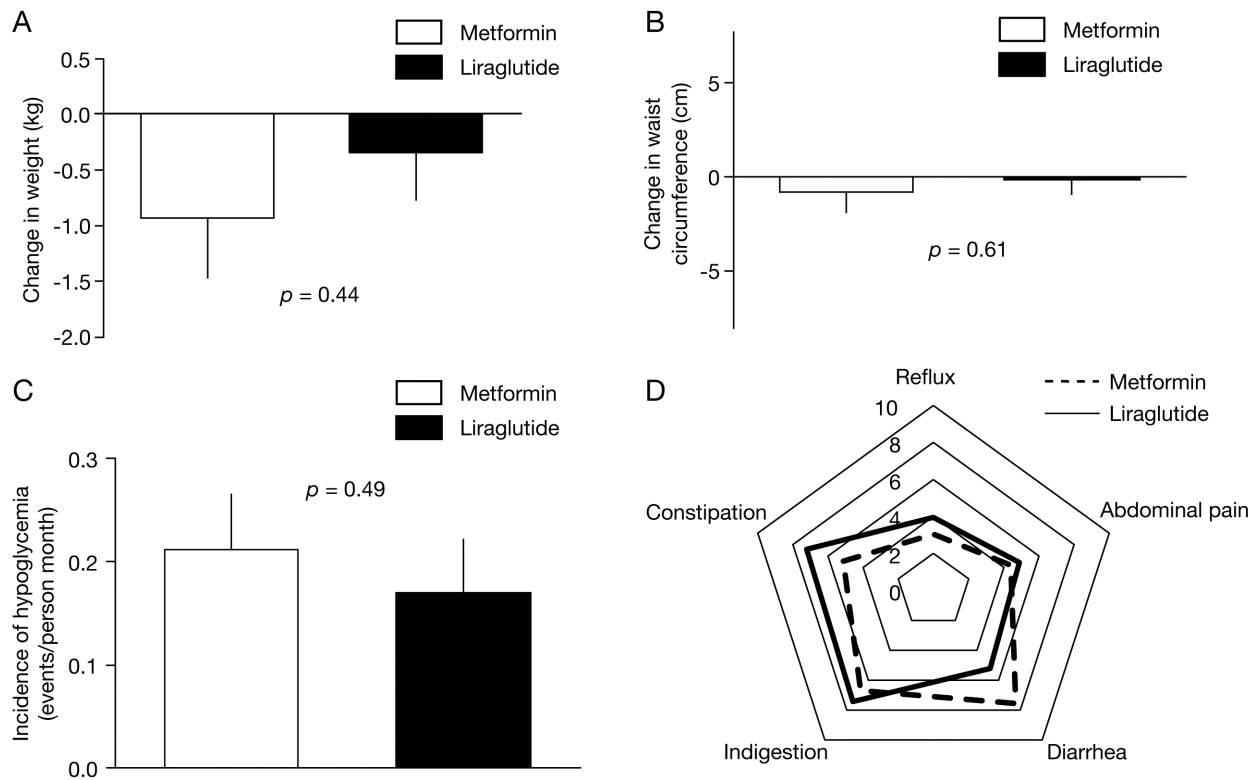 A
Metformin
Liraglutide
Change in weight (kg)
0.5
0.0
-0.5
-1.0
-1.5
-2.0
p = 0.44
B
Metformin
Liraglutide
Change in waist
circumference (cm)
5
0
-5
p = 0.61
C
Metformin
Liraglutide
Incidence of hypoglycemia
(events/person month)
0.3
0.2
0.1
0.0
p = 0.49
D
Metformin
Liraglutide
Reflux
10
8
6
4
2
0
Constipation
Abdominal pain
Indigestion
Diarrhea